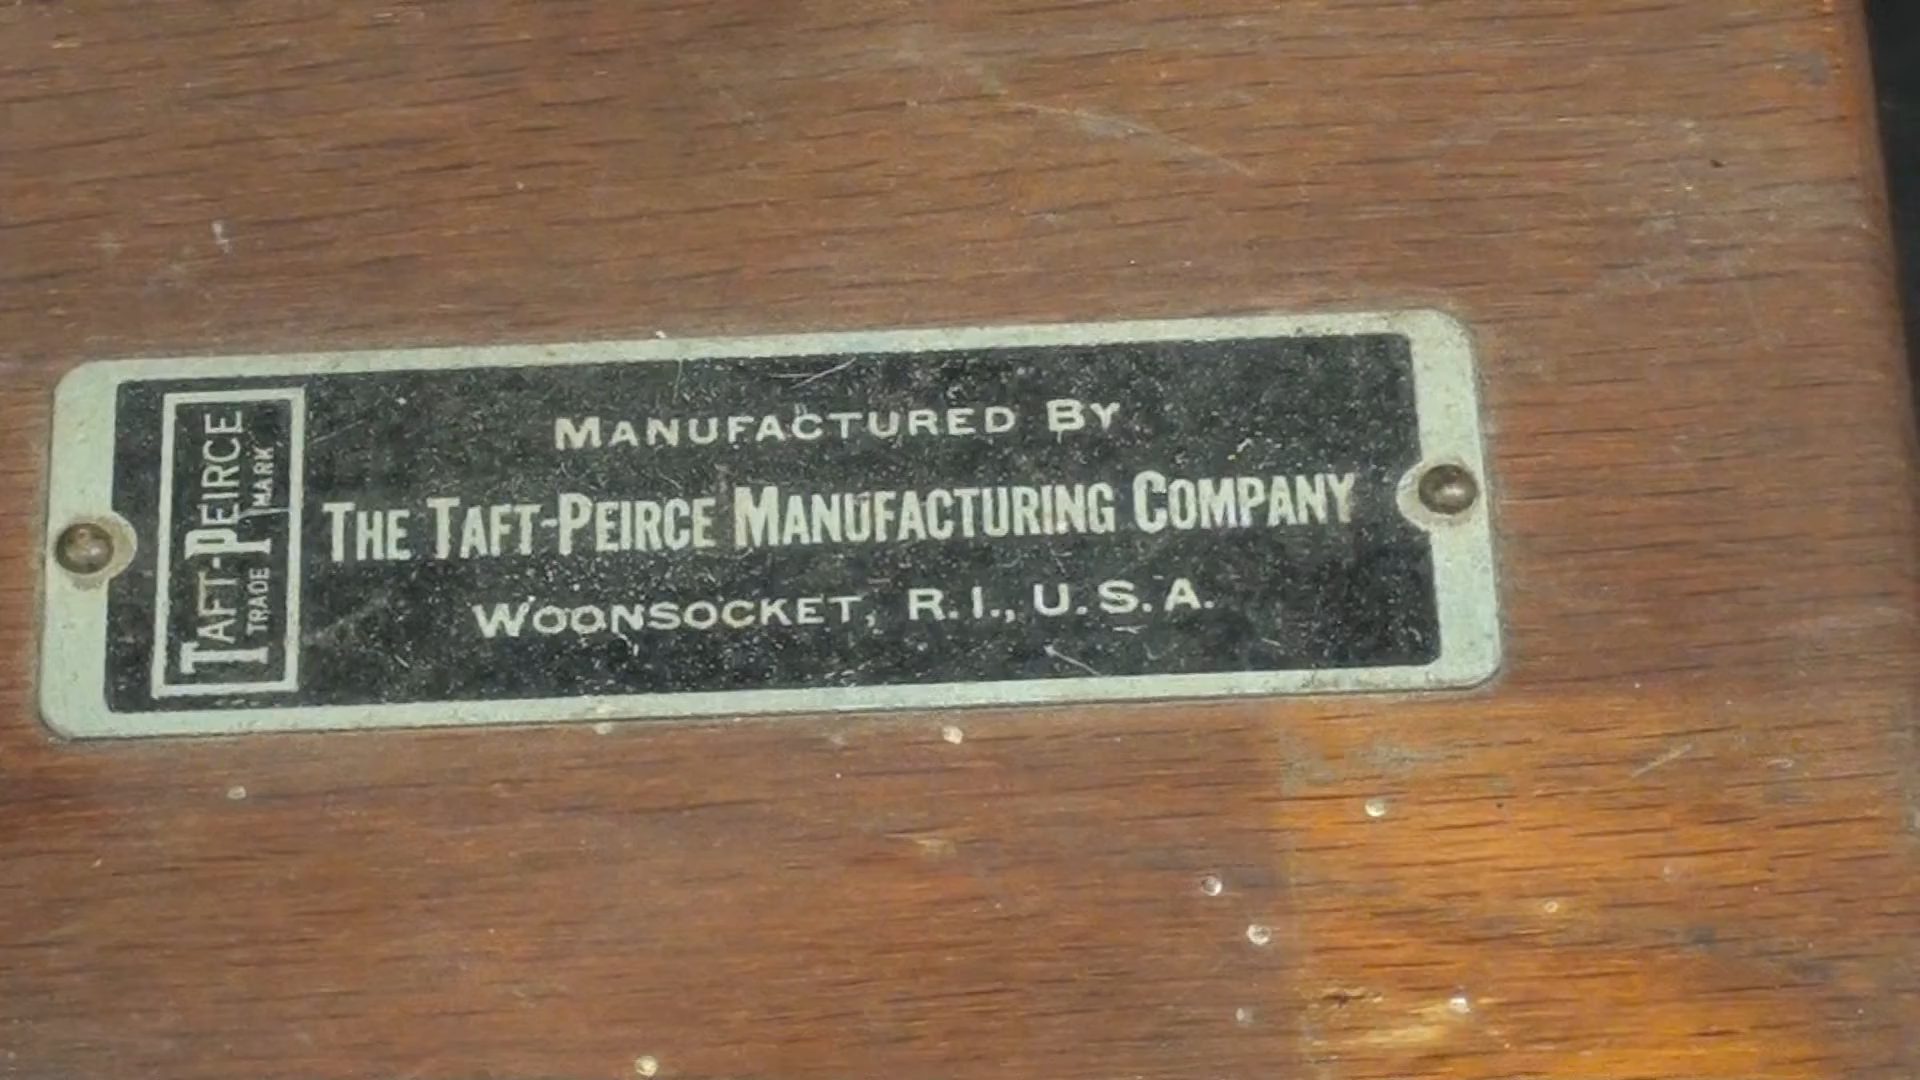 TAFT-PEIRCE
TRADE MARK
MANUFACTURED BY
THE TAFT-PEIRCE MANUFACTURING COMPANY
WOONSOCKET, R.I., U.S.A.